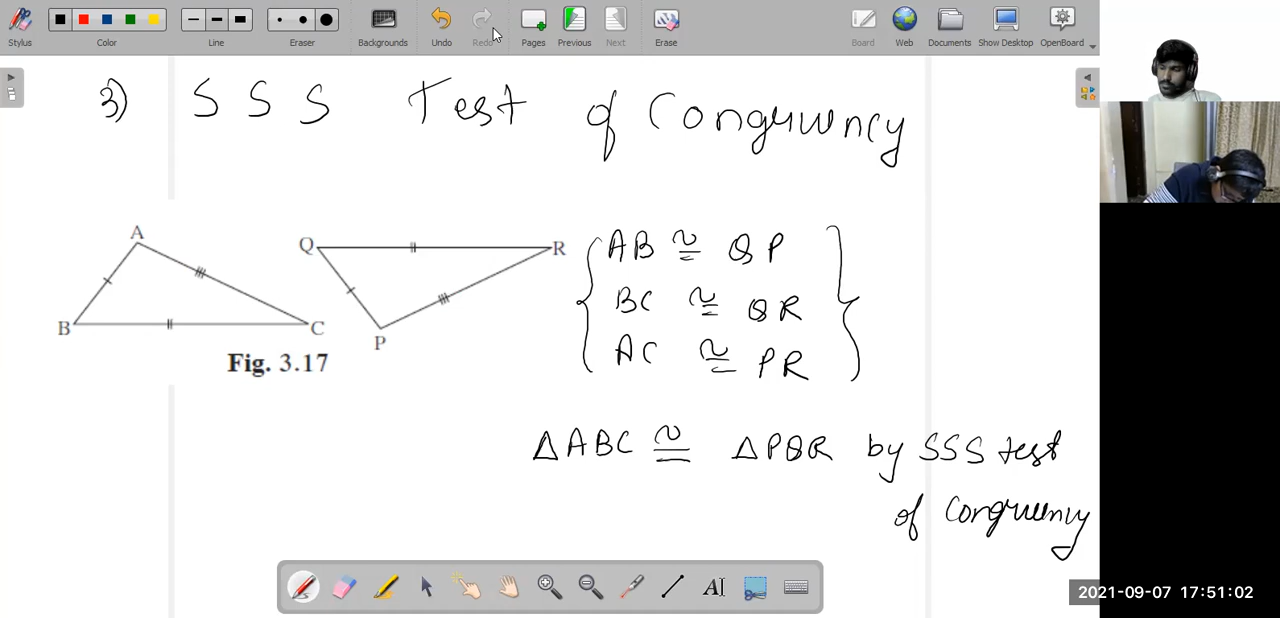 Stylus Color Line Eraser Backgrounds Undo Redo Pages Previous Next Erase Board Web Documents Show Desktop OpenBoard
3) S S S Test of Congruency
A
B
C
Q
R
P
Fig. 3.17
AB ≅ QP
BC ≅ QR
AC ≅ PR
△ABC ≅ △PQR by SSS test
of Congruency
2021-09-07 17:51:02